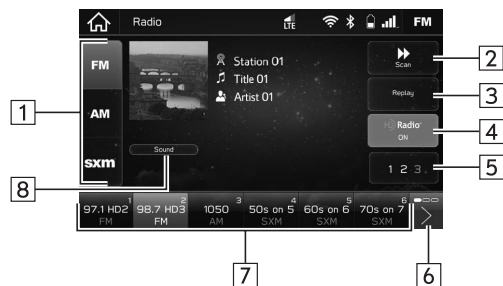 Radio LTE FM
FM
AM
sxm
Station 01
Title 01
Artist 01
Sound
Scan
Replay
HD Radio
ON
1 2 3
1 2 3 4 5 6
97.1 HD2 98.7 HD3 1050 50s on 5 60s on 6 70s on 7
FM FM AM SXM SXM SXM
1
2
3
4
5
8
7
6